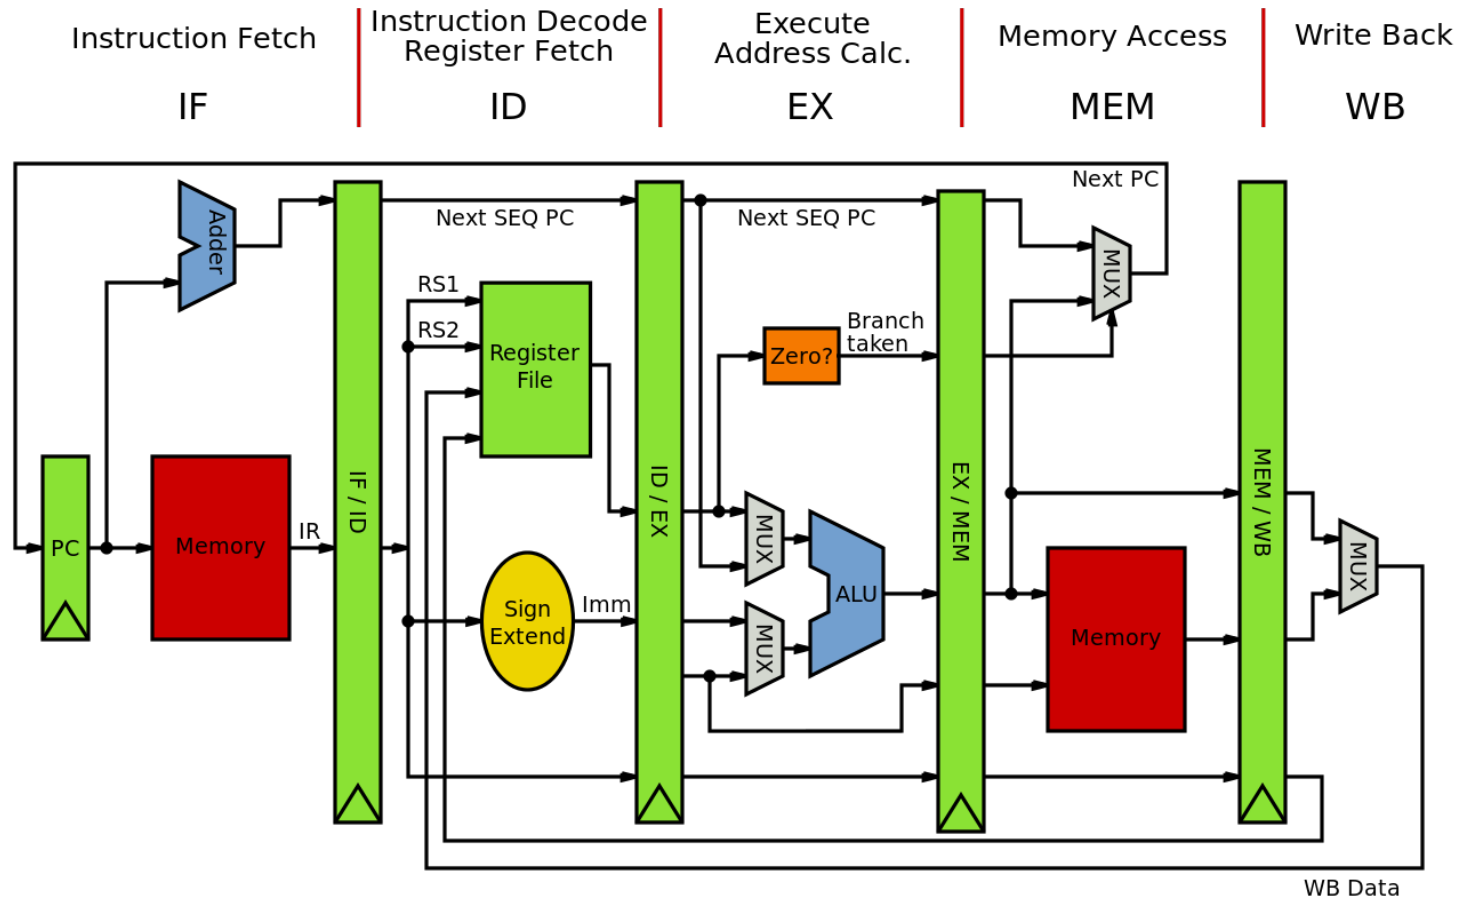 Instruction Fetch
IF
Instruction Decode
Register Fetch
ID
Execute
Address Calc.
EX
Memory Access
MEM
Write Back
WB
Next PC
Adder
Next SEQ PC
Next SEQ PC
MUX
RS1
RS2
Register
File
Branch
taken
Zero?
PC
Memory
IR
IF / ID
ID / EX
MUX
EX / MEM
MEM / WB
MUX
Sign
Extend
Imm
MUX
ALU
Memory
WB Data